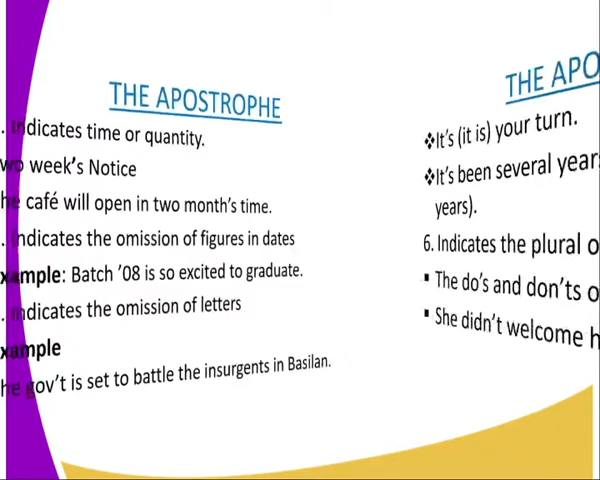 THE APOSTROPHE
. Indicates time or quantity.
wo week's Notice
he café will open in two month's time.
. Indicates the omission of figures in dates
xample: Batch '08 is so excited to graduate.
. Indicates the omission of letters
xample
he gov't is set to battle the insurgents in Basilan.
THE APO
❖It's (it is) your turn.
❖It's been several year
years).
6. Indicates the plural o
▪ The do's and don'ts o
▪ She didn't welcome h